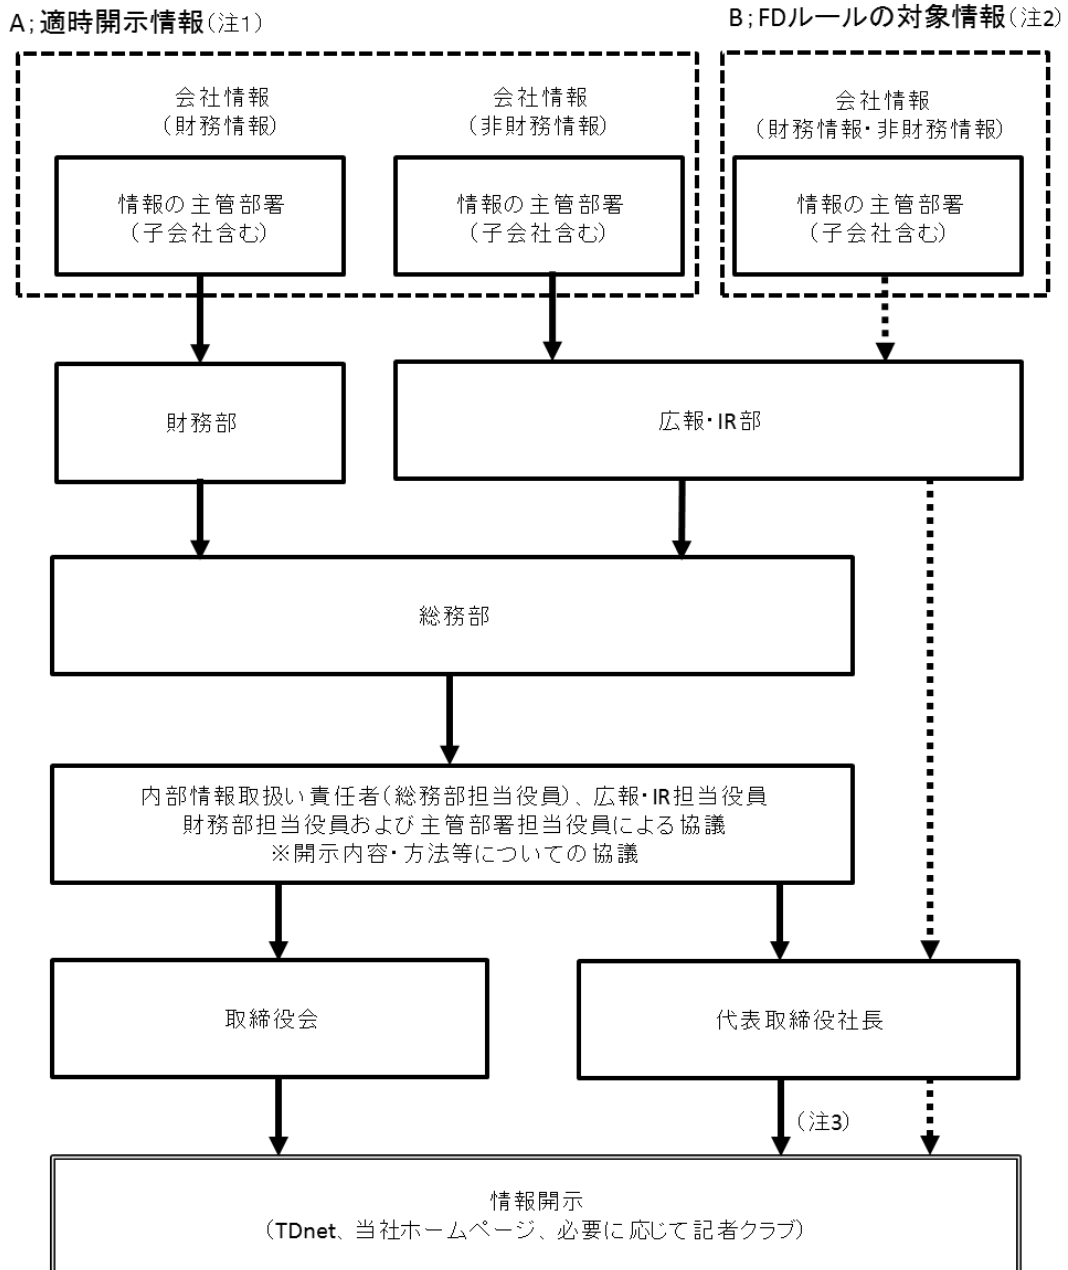 A;適時開示情報(注1)
B;FDルールの対象情報(注2)
会社情報
(財務情報)
会社情報
(非財務情報)
会社情報
(財務情報・非財務情報)
情報の主管部署
(子会社含む)
情報の主管部署
(子会社含む)
情報の主管部署
(子会社含む)
財務部
広報・IR部
総務部
内部情報取扱い責任者(総務部担当役員)、広報・IR担当役員
財務部担当役員および主管部署担当役員による協議
※開示内容・方法等についての協議
取締役会
代表取締役社長
(注3)
情報開示
(TDnet、当社ホームページ、必要に応じて記者クラブ)